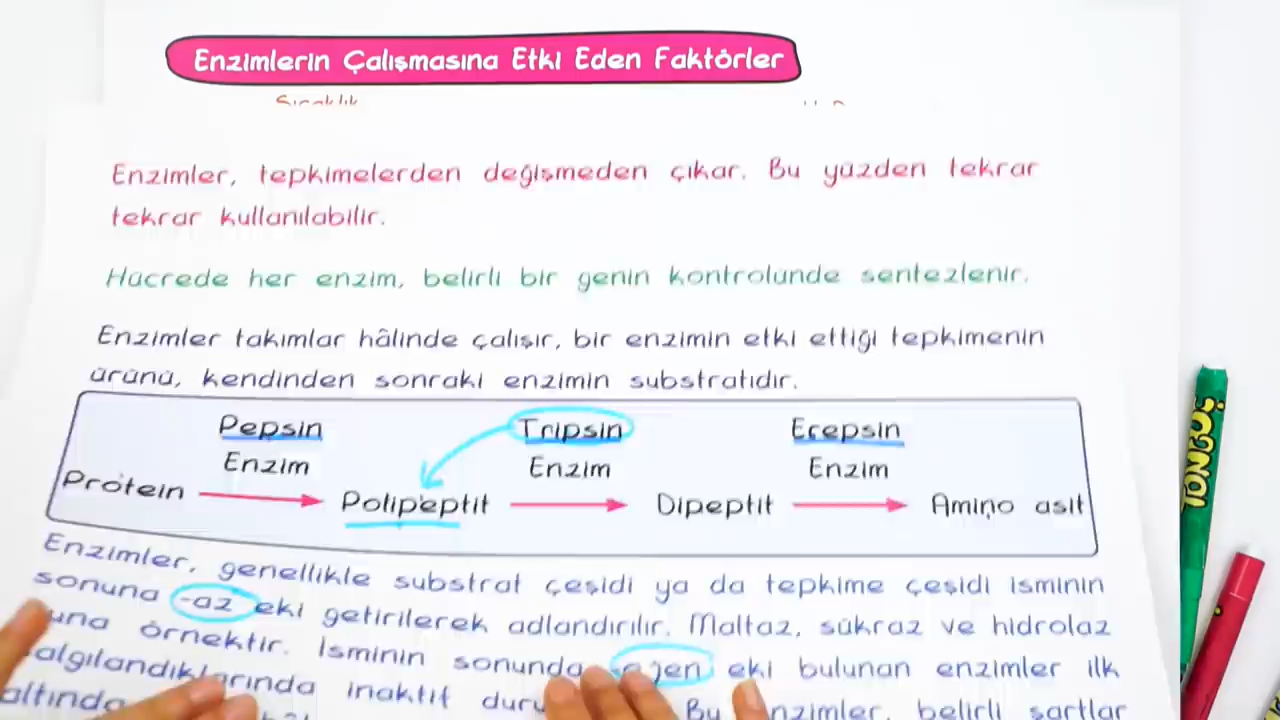 Enzimlerin Çalışmasına Etki Eden Faktörler
Sıcaklık
Enzimler, tepkimelerden değişmeden çıkar. Bu yüzden tekrar
tekrar kullanılabilir.
Hücrede her enzim, belirli bir genin kontrolünde sentezlenir.
Enzimler takımlar hâlinde çalışır, bir enzimin etki ettiği tepkimenin
ürünü, kendinden sonraki enzimin substratıdır.
Pepsin Tripsin Erepsin
Enzim Enzim Enzim
Protein Polipeptit Dipeptit Amino asit
Enzimler, genellikle substrat çeşidi ya da tepkime çeşidi isminin
sonuna -az eki getirilerek adlandırılır. Maltaz, sükraz ve hidrolaz
örnektir. İsminin sonunda -ojen eki bulunan enzimler ilk
inaktif Bu enzimler, belirli şartlar
altında
TONGUÇ